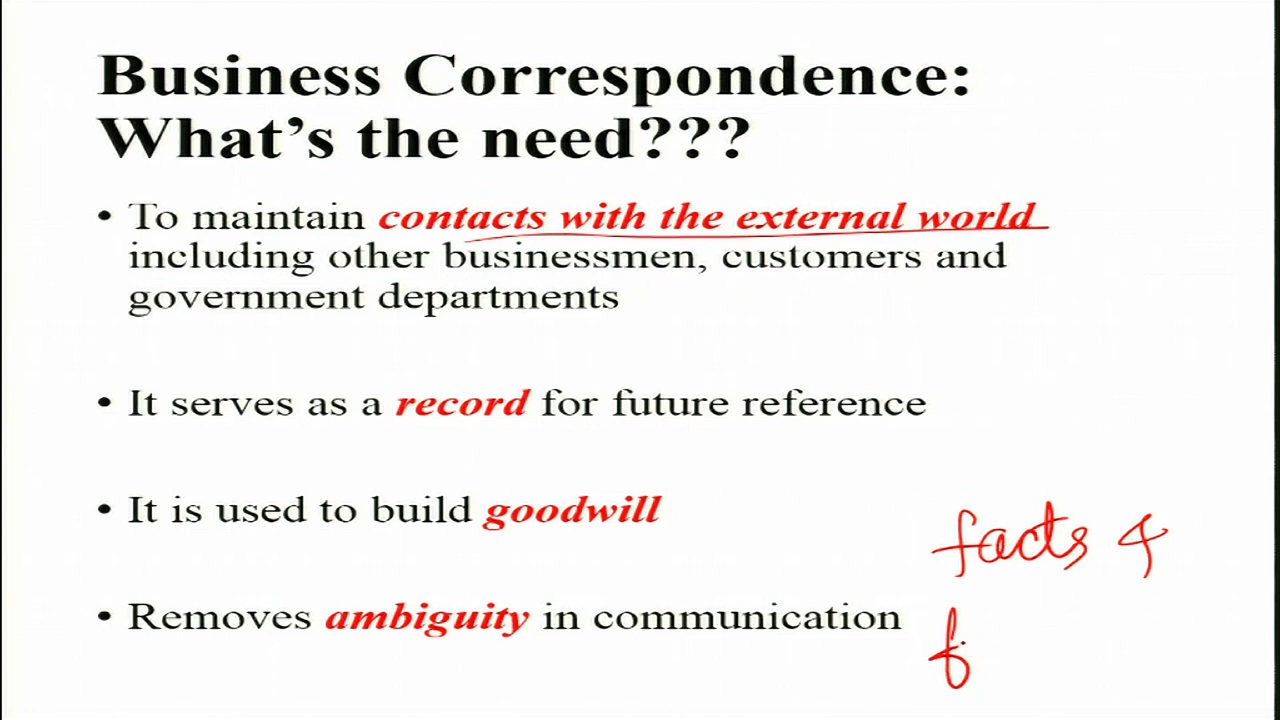 Business Correspondence:
What's the need???
• To maintain contacts with the external world
including other businessmen, customers and
government departments
• It serves as a record for future reference
• It is used to build goodwill
• Removes ambiguity in communication
facts &
f